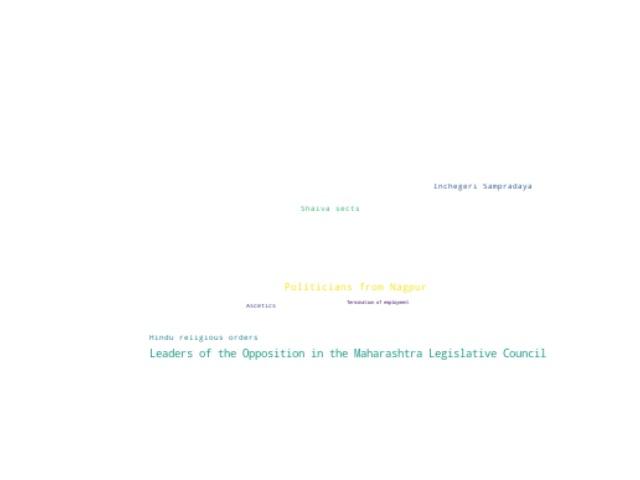 Inchegeri Sampradaya
Shaiva sects
Politicians from Nagpur
Termination of employment
Ascetics
Hindu religious orders
Leaders of the Opposition in the Maharashtra Legislative Council